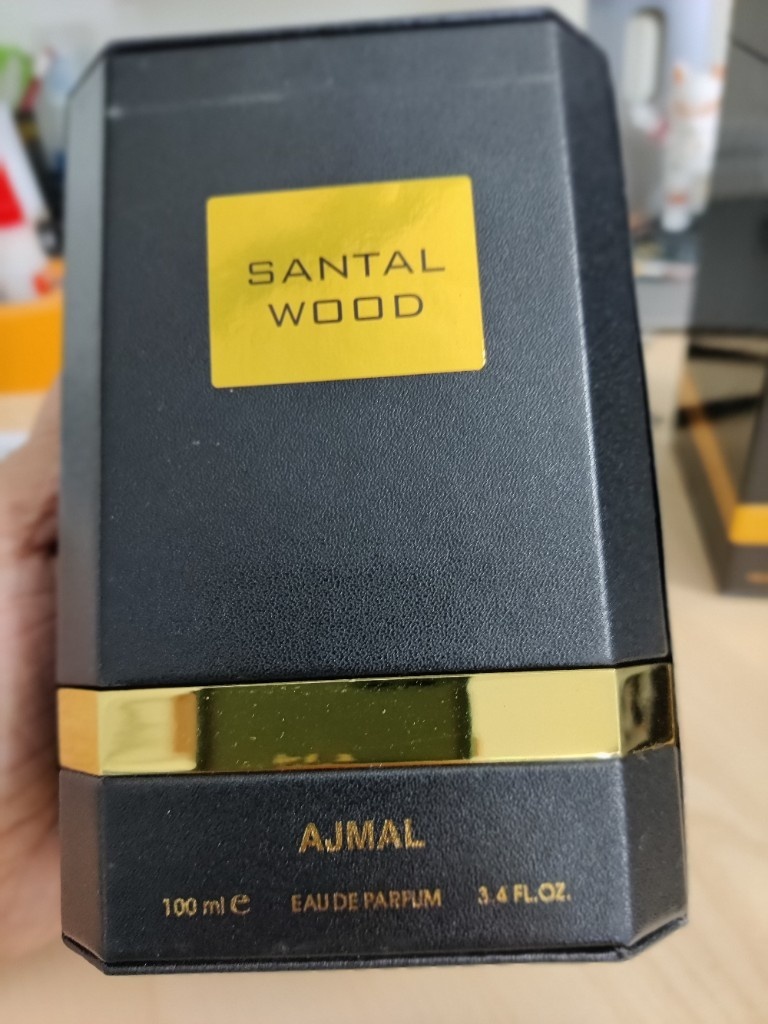 SANTAL
WOOD
AJMAL
100 ml e EAU DE PARFUM 3.4 FL.OZ.